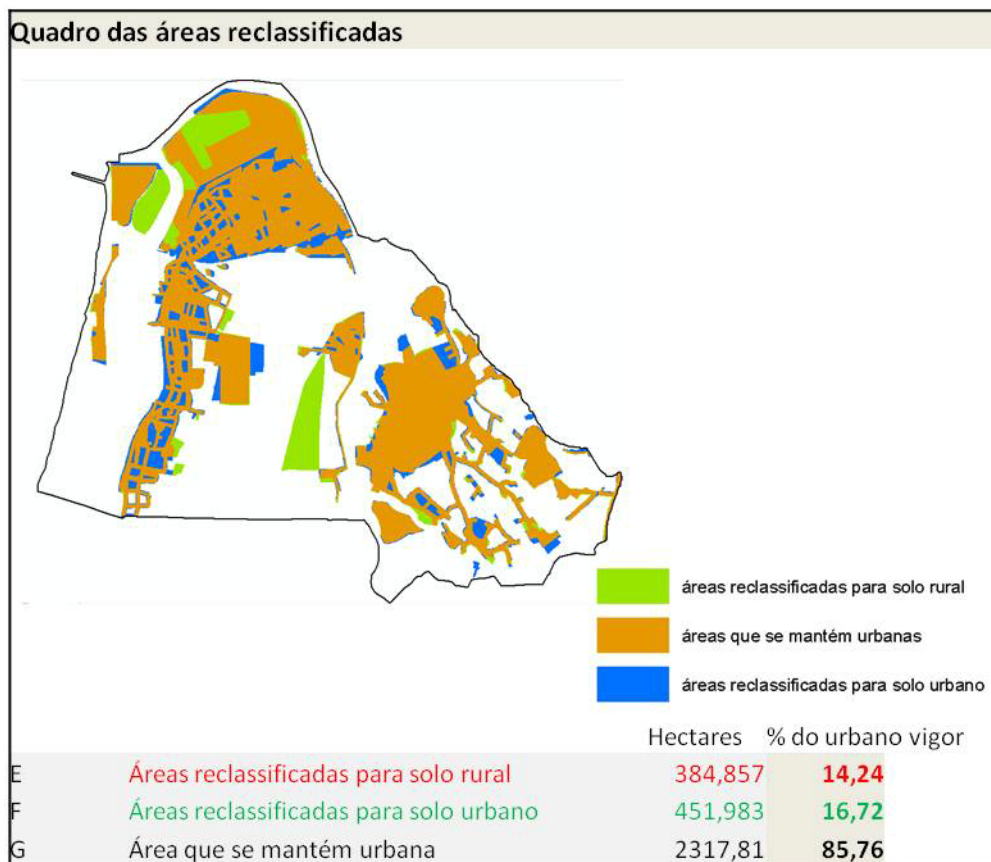 Quadro das áreas reclassificadas
áreas reclassificadas para solo rural
áreas que se mantém urbanas
áreas reclassificadas para solo urbano
Hectares % do urbano vigor
E Áreas reclassificadas para solo rural 384,857 14,24
F Áreas reclassificadas para solo urbano 451,983 16,72
G Área que se mantém urbana 2317,81 85,76